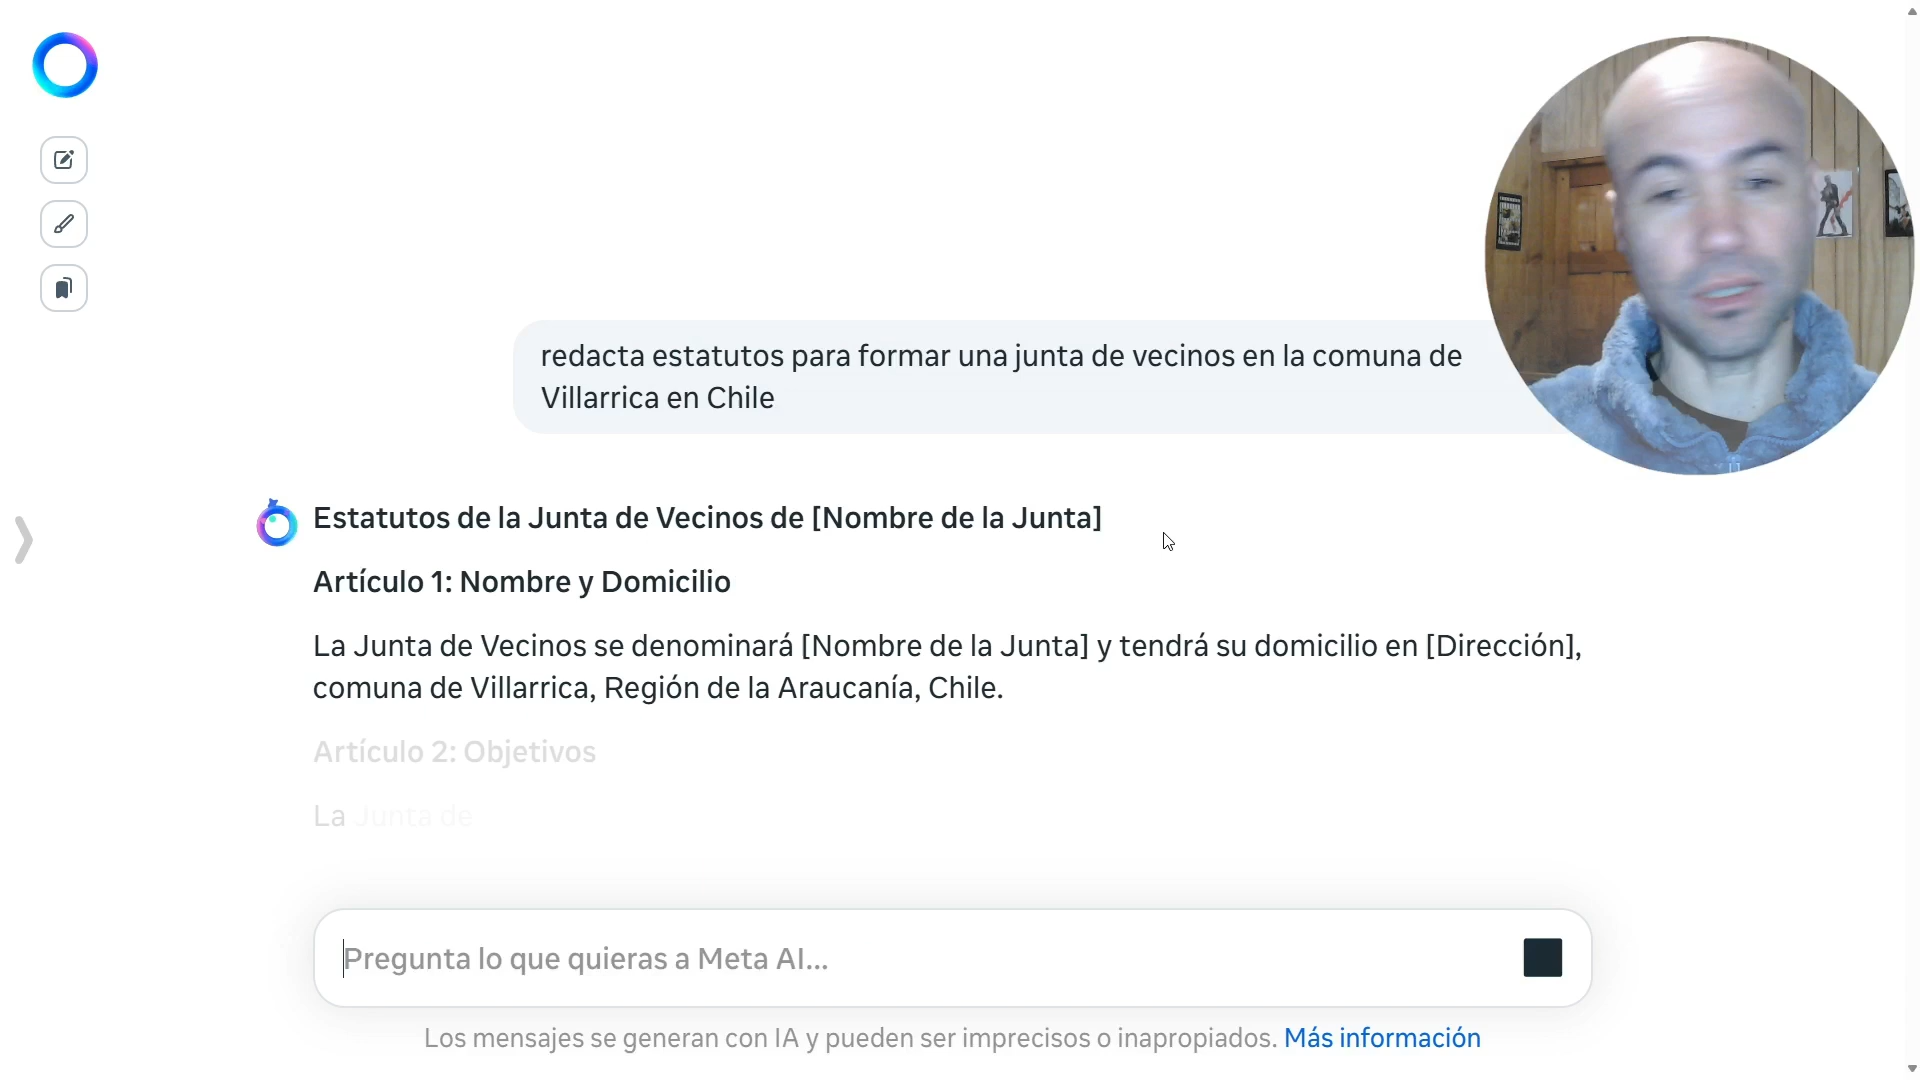 redacta estatutos para formar una junta de vecinos en la comuna de
Villarrica en Chile
Estatutos de la Junta de Vecinos de [Nombre de la Junta]
Artículo 1: Nombre y Domicilio
La Junta de Vecinos se denominará [Nombre de la Junta] y tendrá su domicilio en [Dirección],
comuna de Villarrica, Región de la Araucanía, Chile.
Artículo 2: Objetivos
La Junta de
Pregunta lo que quieras a Meta AI...
Los mensajes se generan con IA y pueden ser imprecisos o inapropiados. Más información